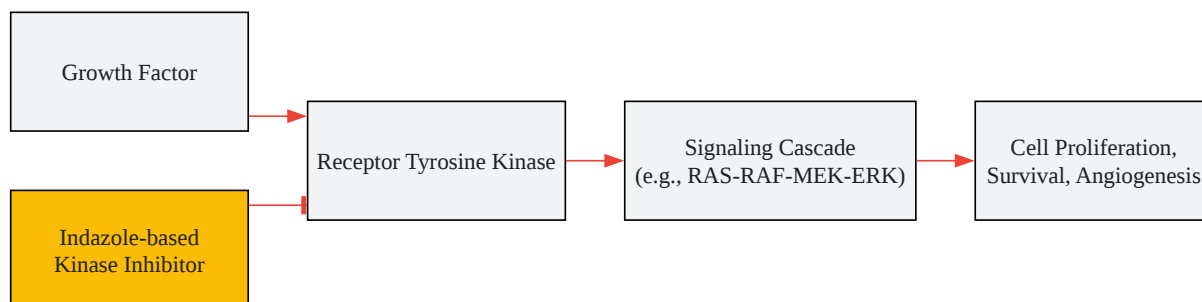 Growth Factor
Receptor Tyrosine Kinase
Signaling Cascade
(e.g., RAS-RAF-MEK-ERK)
Cell Proliferation,
Survival, Angiogenesis
Indazole-based
Kinase Inhibitor